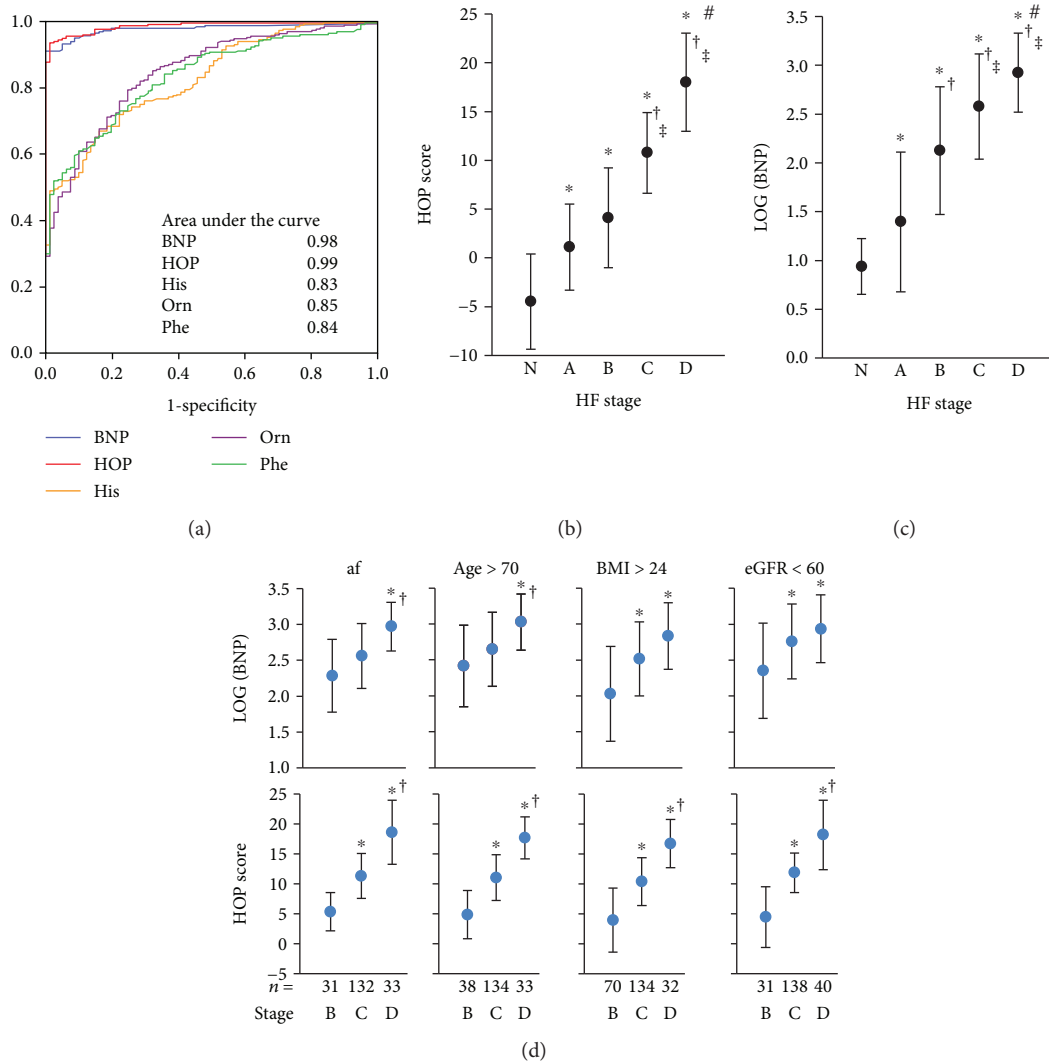 1.0
0.8
0.6
0.4
0.2
0.0
0.0 0.2 0.4 0.6 0.8 1.0
1-specificity
Area under the curve
BNP 0.98
HOP 0.99
His 0.83
Orn 0.85
Phe 0.84
BNP Orn
HOP Phe
His
(a)
HOP score
25
20
15
10
5
0
−5
−10
* * * † ‡ * † ‡ #
N A B C D
HF stage
(b)
LOG (BNP)
3.5
3.0
2.5
2.0
1.5
1.0
0.5
0.0
* * † * † ‡ * † ‡ #
N A B C D
HF stage
(c)
af Age > 70 BMI > 24 eGFR < 60
LOG (BNP)
3.5
3.0
2.5
2.0
1.5
1.0
* † * † * * * *
HOP score
25
20
15
10
5
0
−5
* * † * * † * * † * * †
n = 31 132 33 38 134 33 70 134 32 31 138 40
Stage B C D B C D B C D B C D
(d)